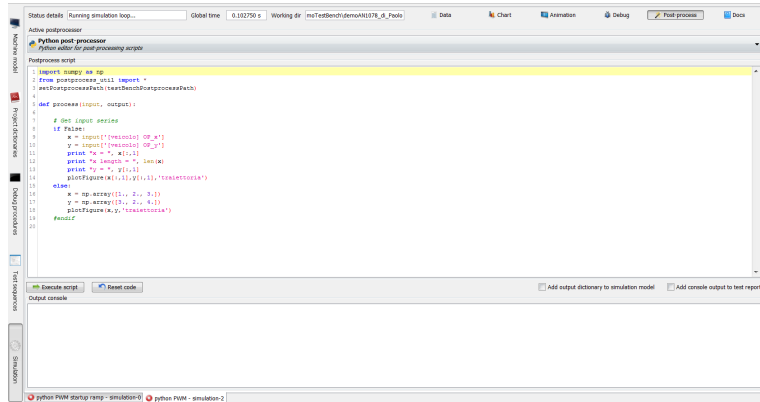 Status details Running simulation loop... Global time 0.102750 s Working dir moTestBench\demoAN1078_di_Paolo Data Chart Animation Debug Post-process Docs
Active postprocessor
Python post-processor
Python editor for post-processing scripts
Postprocess script
1 import numpy as np
2 from postprocess_util import *
3 setPostprocessPath(testBenchPostprocessPath)
4
5 def process(input, output):
6
7 # Get input series
8 if False:
9 x = input['[veicolo] OP_x']
10 y = input['[veicolo] OP_y']
11 print "x = ", x[:,1]
12 print "x length = ", len(x)
13 print "y = ", y[:,1]
14 plotFigure(x[:,1],y[:,1],'traiettoria')
15 else:
16 x = np.array([1., 2., 3.])
17 y = np.array([3., 2., 4.])
18 plotFigure(x,y,'traiettoria')
19 #endif
20
Execute script Reset code Add output dictionary to simulation model Add console output to test report
Output console
python PWM startup ramp - simulation-0 python PWM - simulation-2
Machine model
Project dictionaries
Debug procedures
Test sequences
Simulation